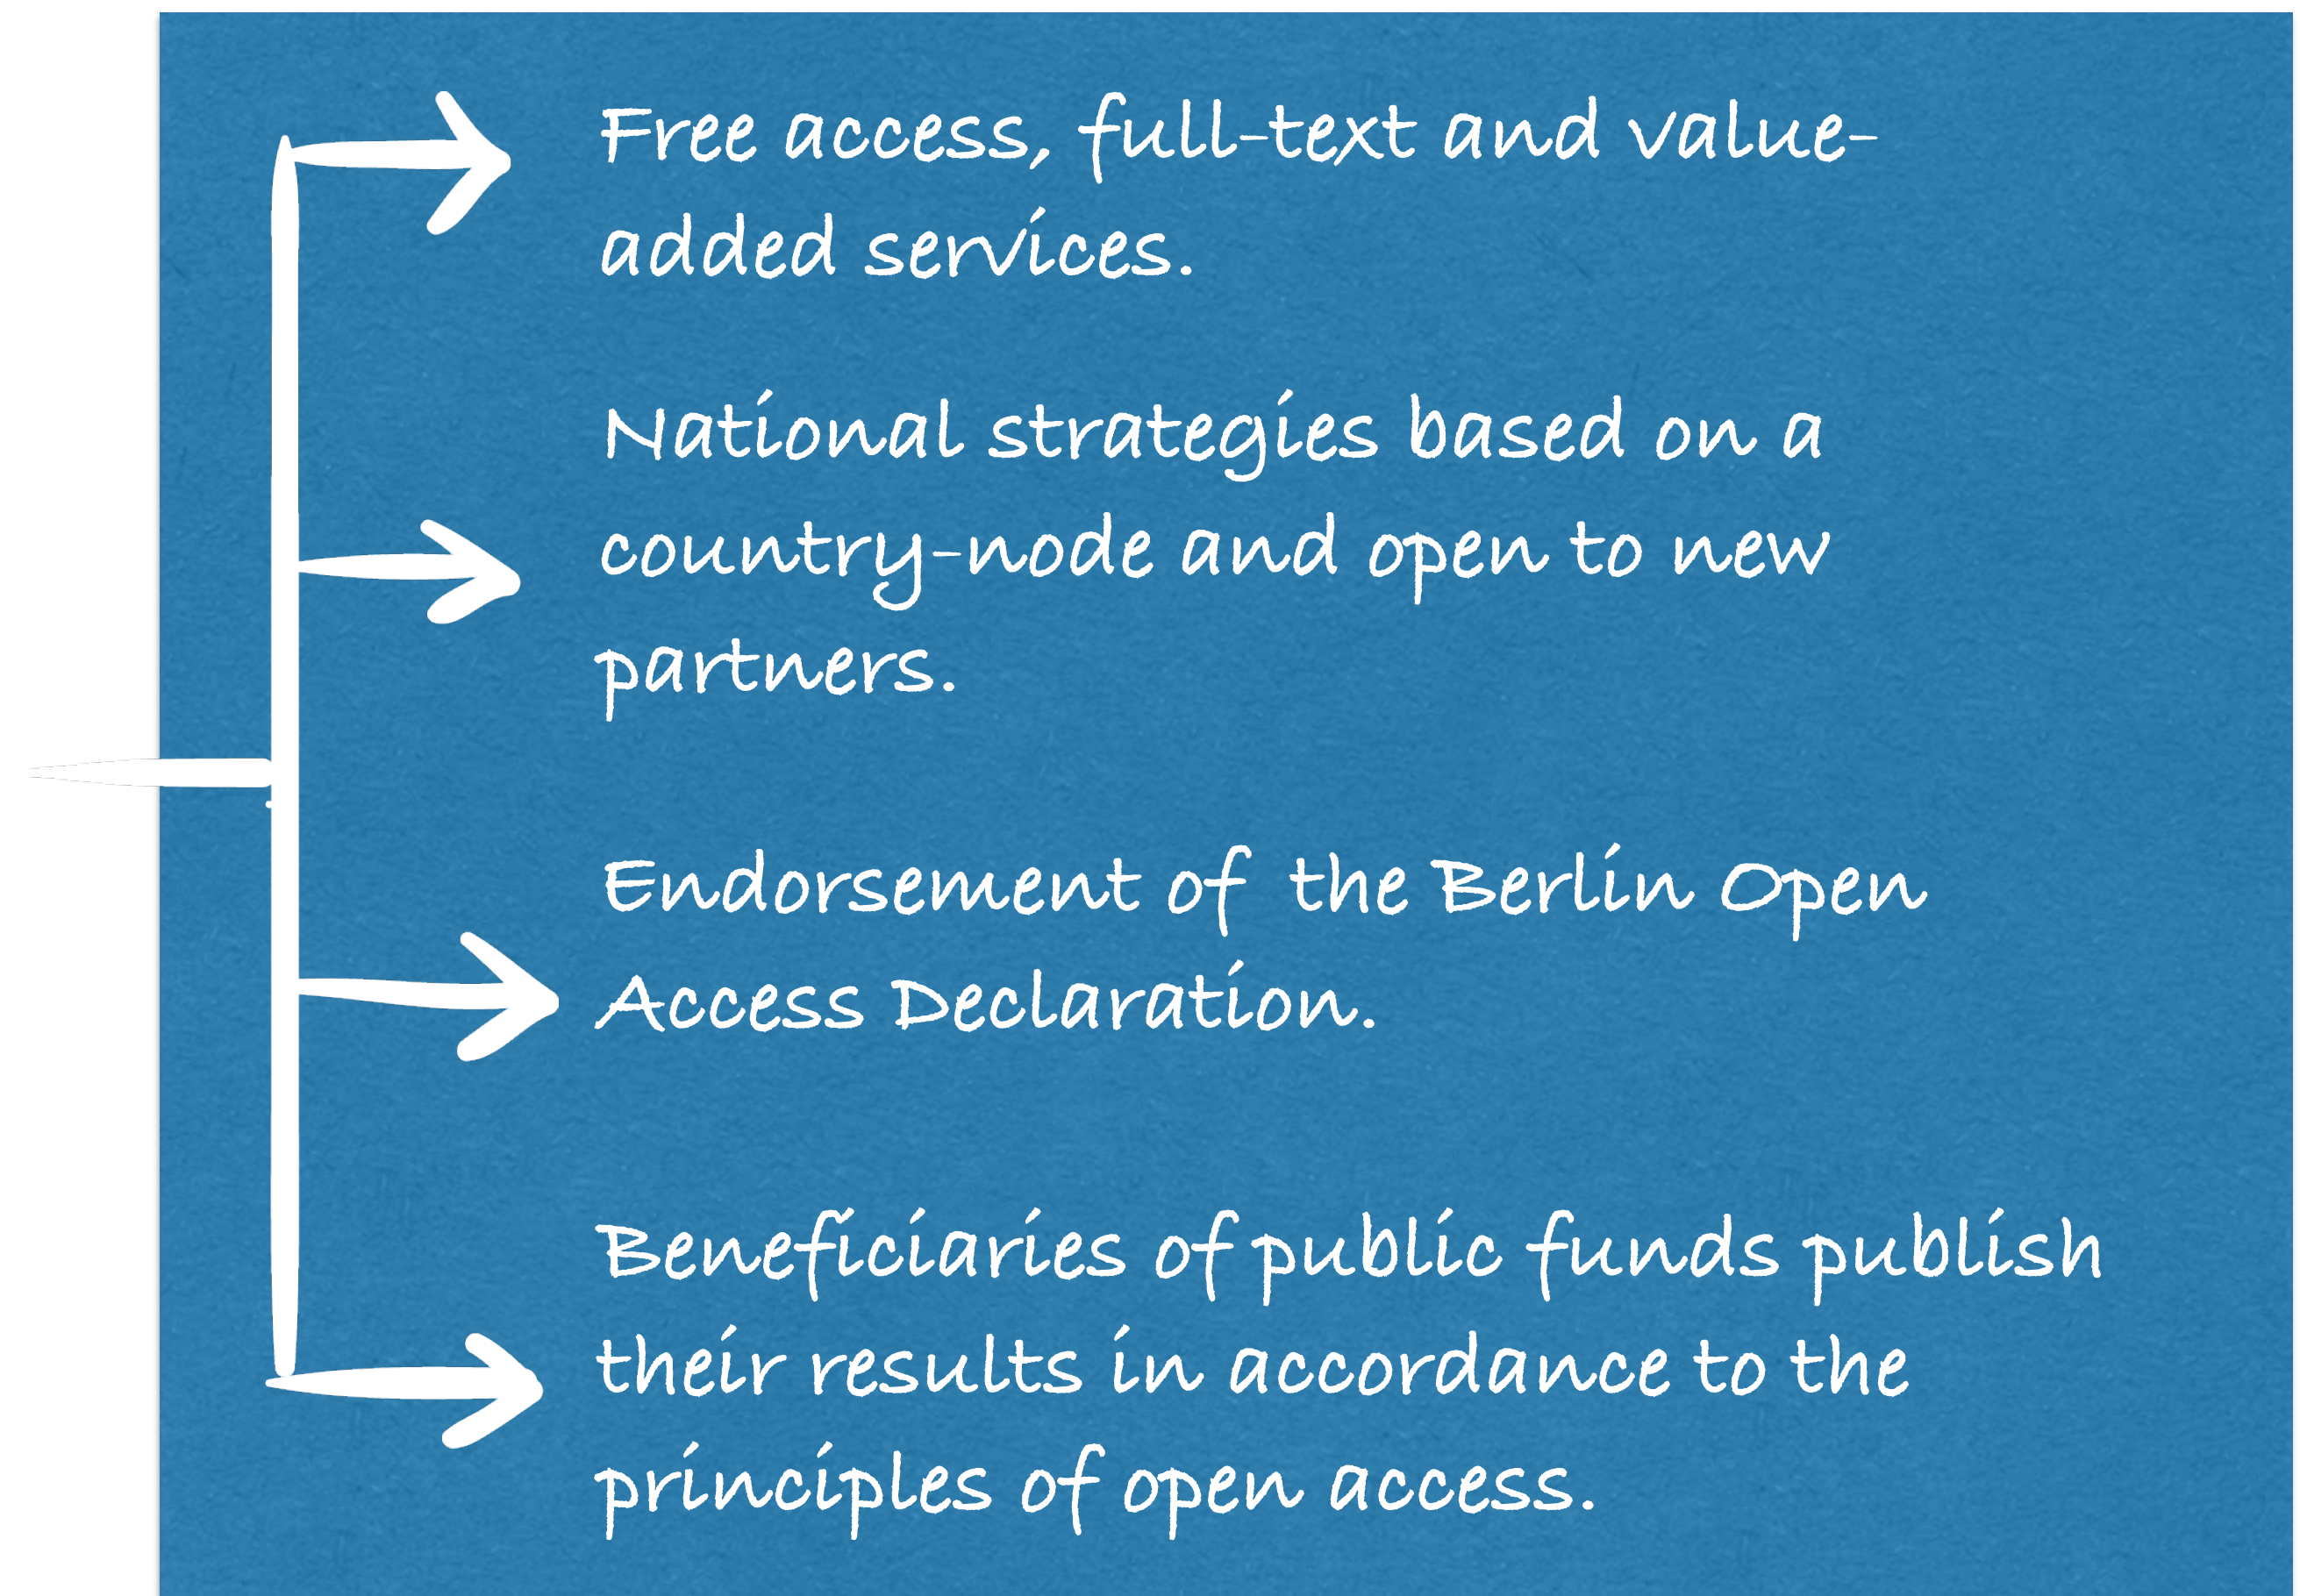 Free access, full-text and value-
added services.
National strategies based on a
country-node and open to new
partners.
Endorsement of the Berlin Open
Access Declaration.
Beneficiaries of public funds publish
their results in accordance to the
principles of open access.